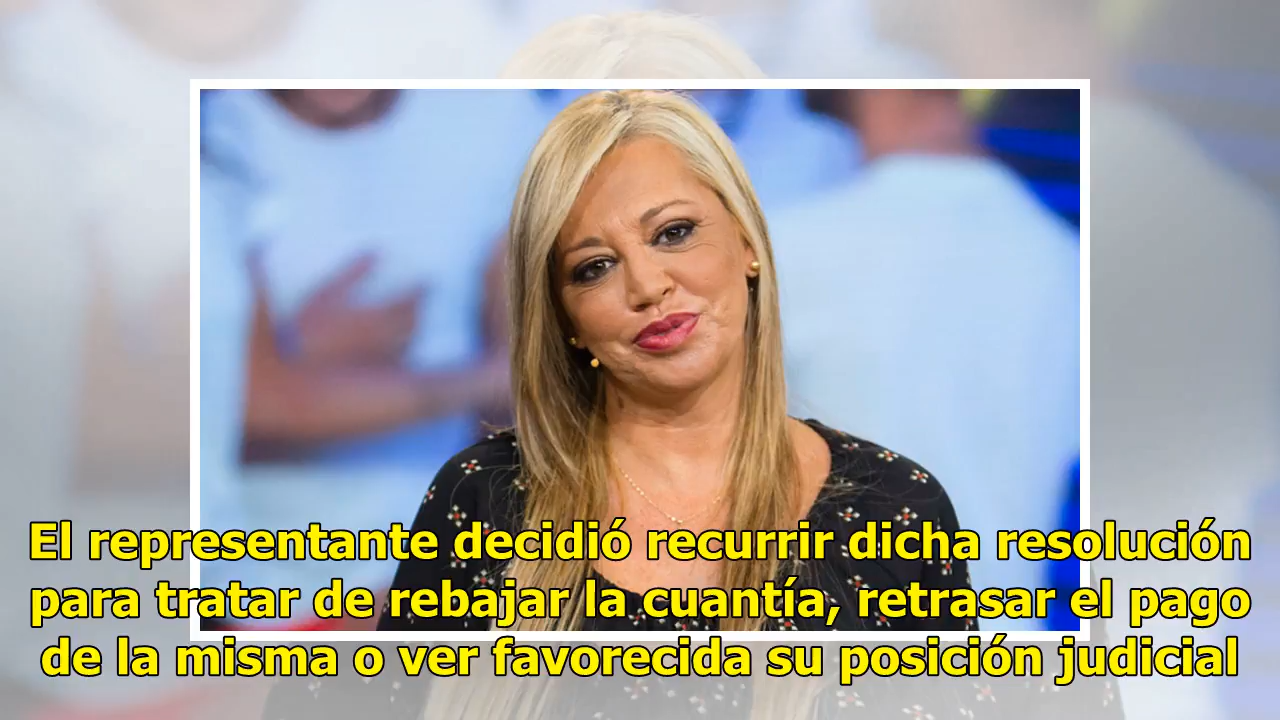 El representante decidió recurrir dicha resolución
para tratar de rebajar la cuantía, retrasar el pago
de la misma o ver favorecida su posición judicial